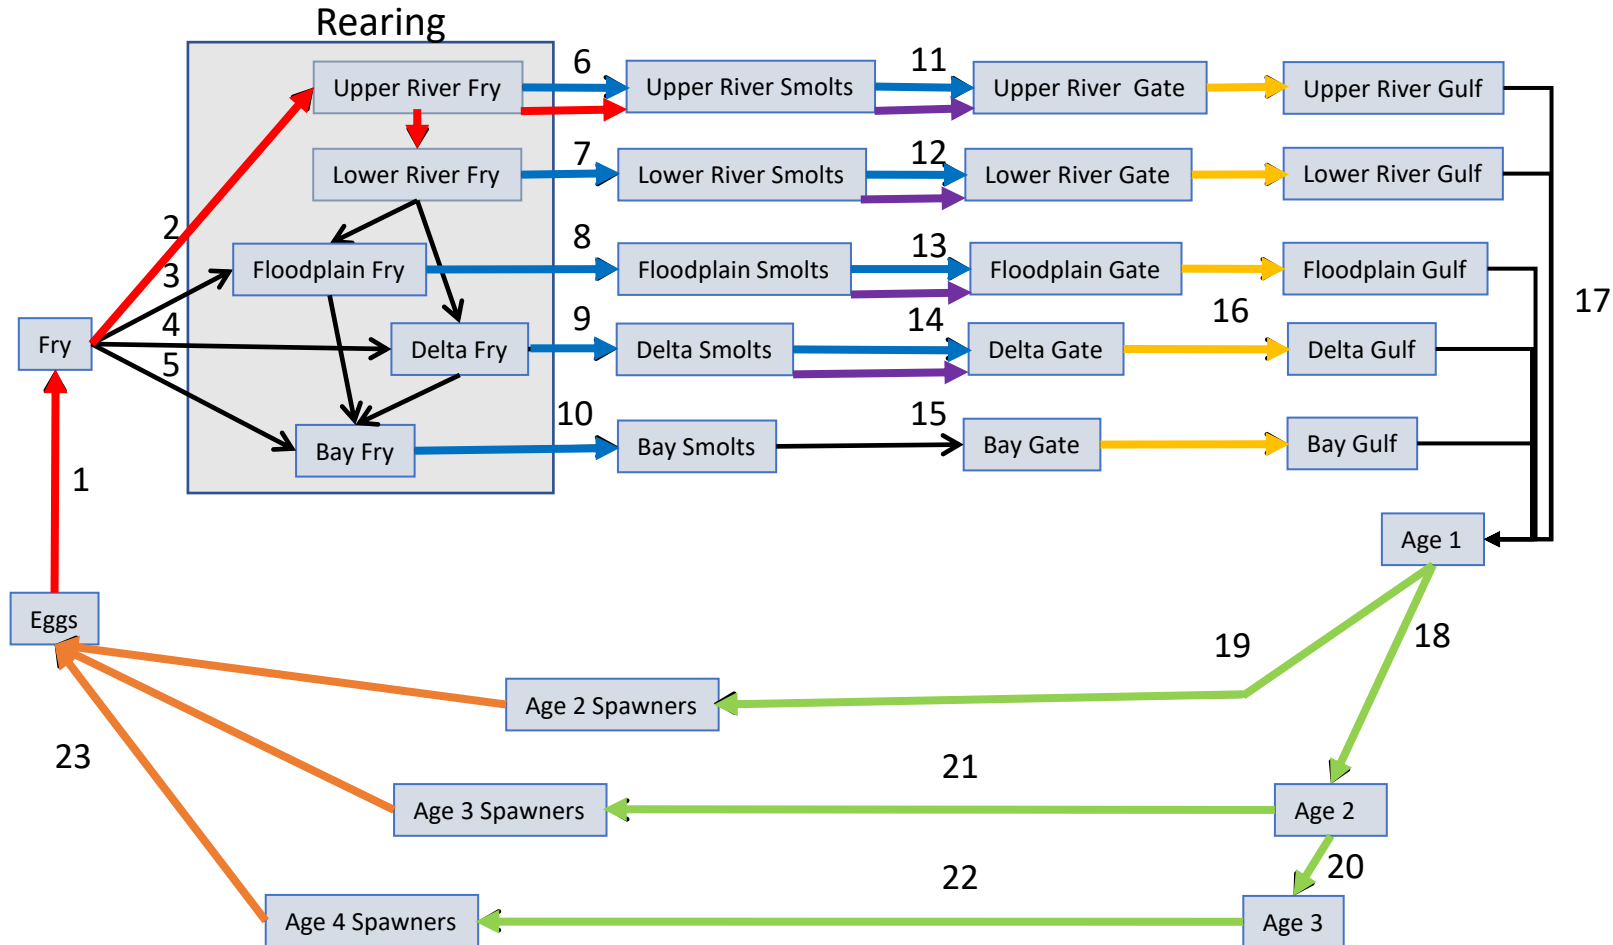 Rearing
Upper River Fry
6
Upper River Smolts
11
Upper River  Gate
Upper River Gulf
Lower River Fry
7
Lower River Smolts
12
Lower River Gate
Lower River Gulf
2
3
Floodplain Fry
8
Floodplain Smolts
13
Floodplain Gate
Floodplain Gulf
17
Fry
4
5
Delta Fry
9
Delta Smolts
14
Delta Gate
16
Delta Gulf
Bay Fry
10
Bay Smolts
15
Bay Gate
Bay Gulf
1
Age 1
Eggs
19
18
Age 2 Spawners
23
21
Age 3 Spawners
Age 2
20
22
Age 4 Spawners
Age 3